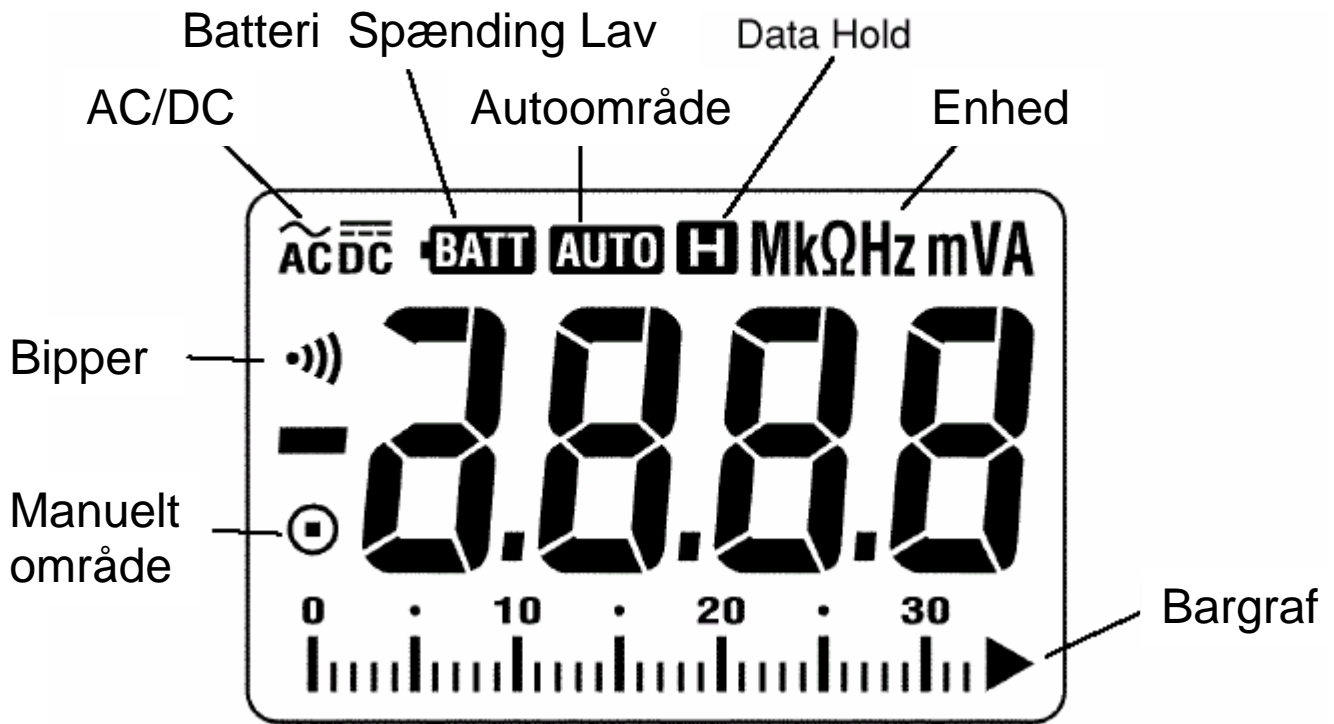 Batteri Spænding Lav
Data Hold
AC/DC
Autoområde
Enhed
AC DC BATT AUTO H MkΩHz mVA
Bipper
8.8.8.8
Manuelt
område
0 · 10 · 20 · 30
Bargraf